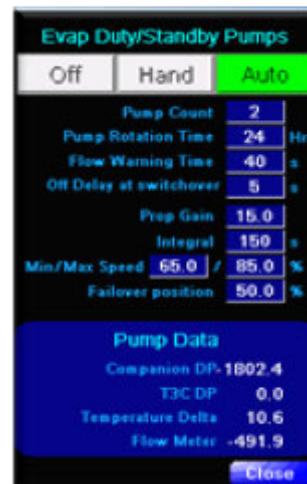 Evap Duty/Standby Pumps
Off Hand Auto
Pump Count 2
Pump Rotation Time 24 Hr
Flow Warning Time 40 s
Off Delay at switchover 5 s
Prop Gain 15.0
Integral 150 s
Min/Max Speed 65.0 / 85.0 %
Failover position 50.0 %
Pump Data
Companion DP -1802.4
T3C DP 0.0
Temperature Delta 10.6
Flow Meter -491.9
Close